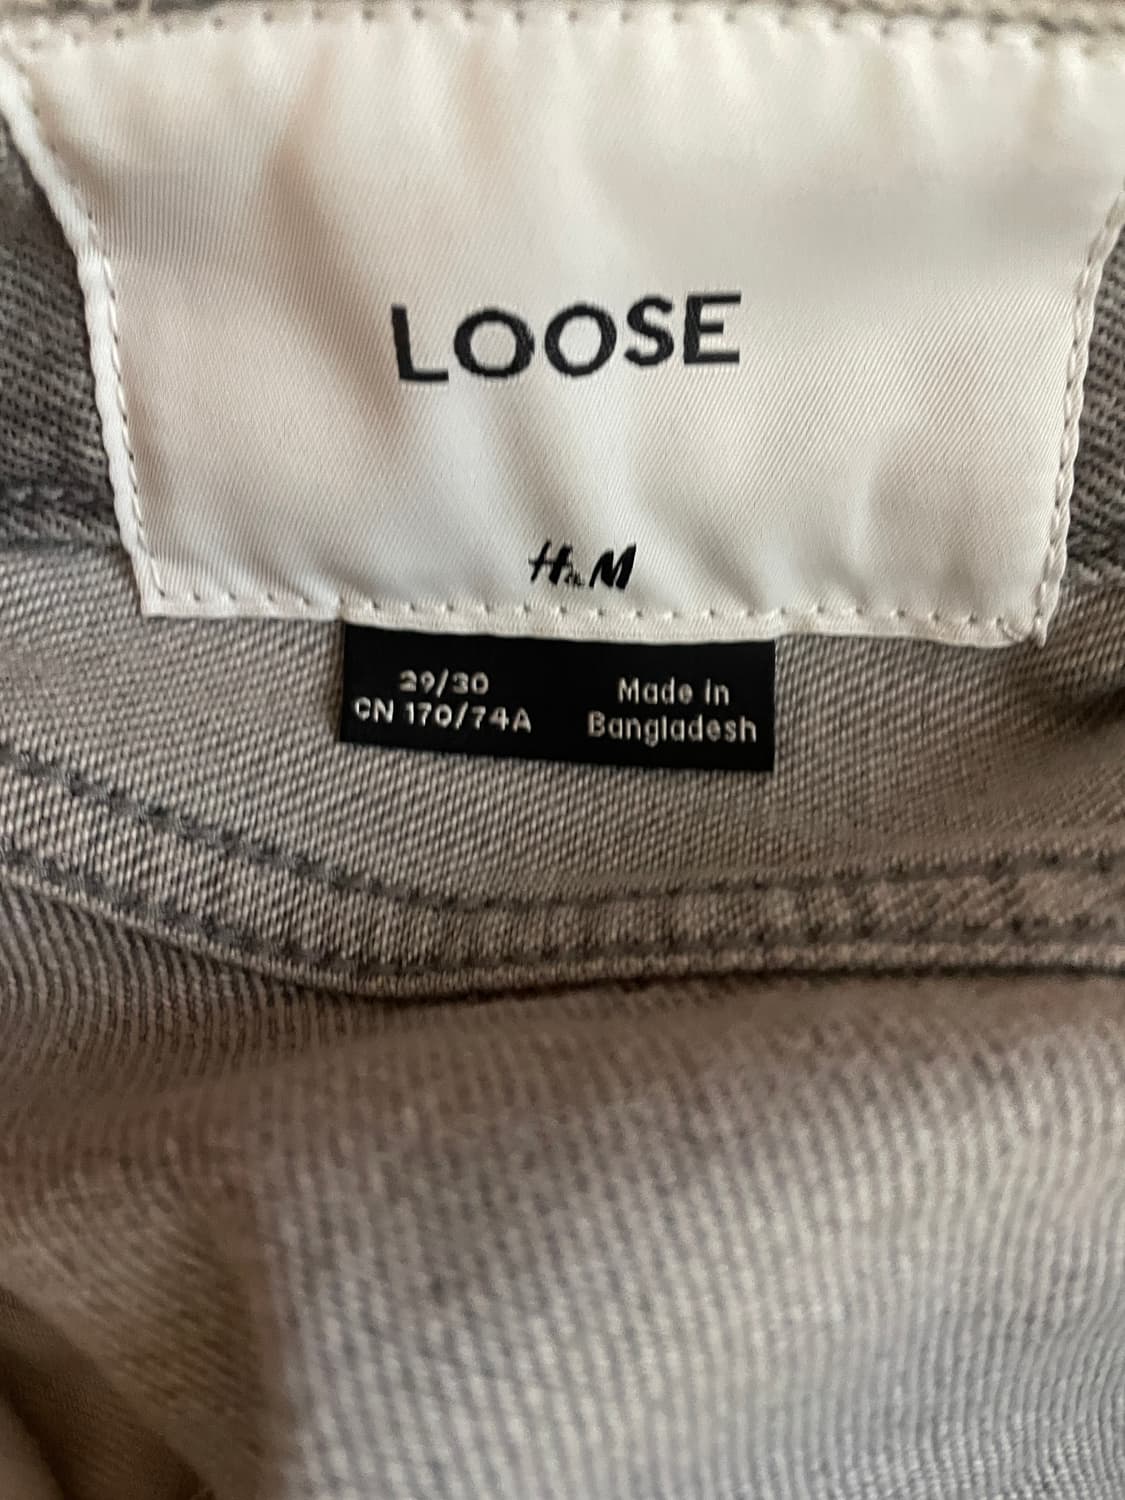 LOOSE
H&M
29/30
CN 170/74A
Made in
Bangladesh